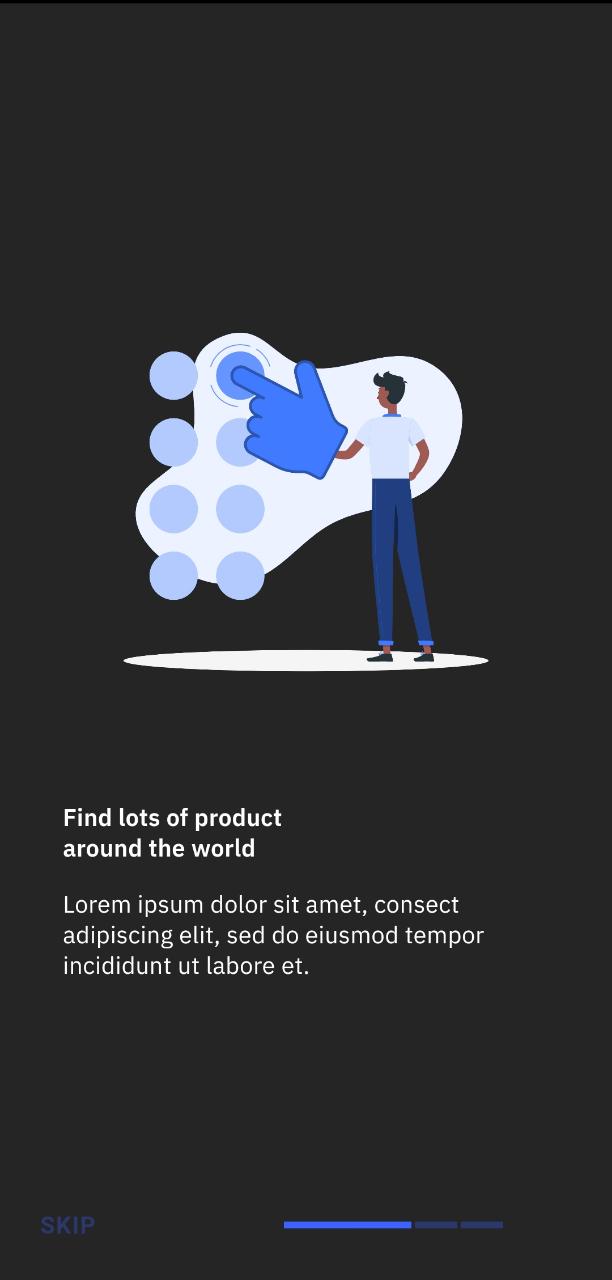 Find lots of product
around the world
Lorem ipsum dolor sit amet, consect
adipiscing elit, sed do eiusmod tempor
incididunt ut labore et.
SKIP